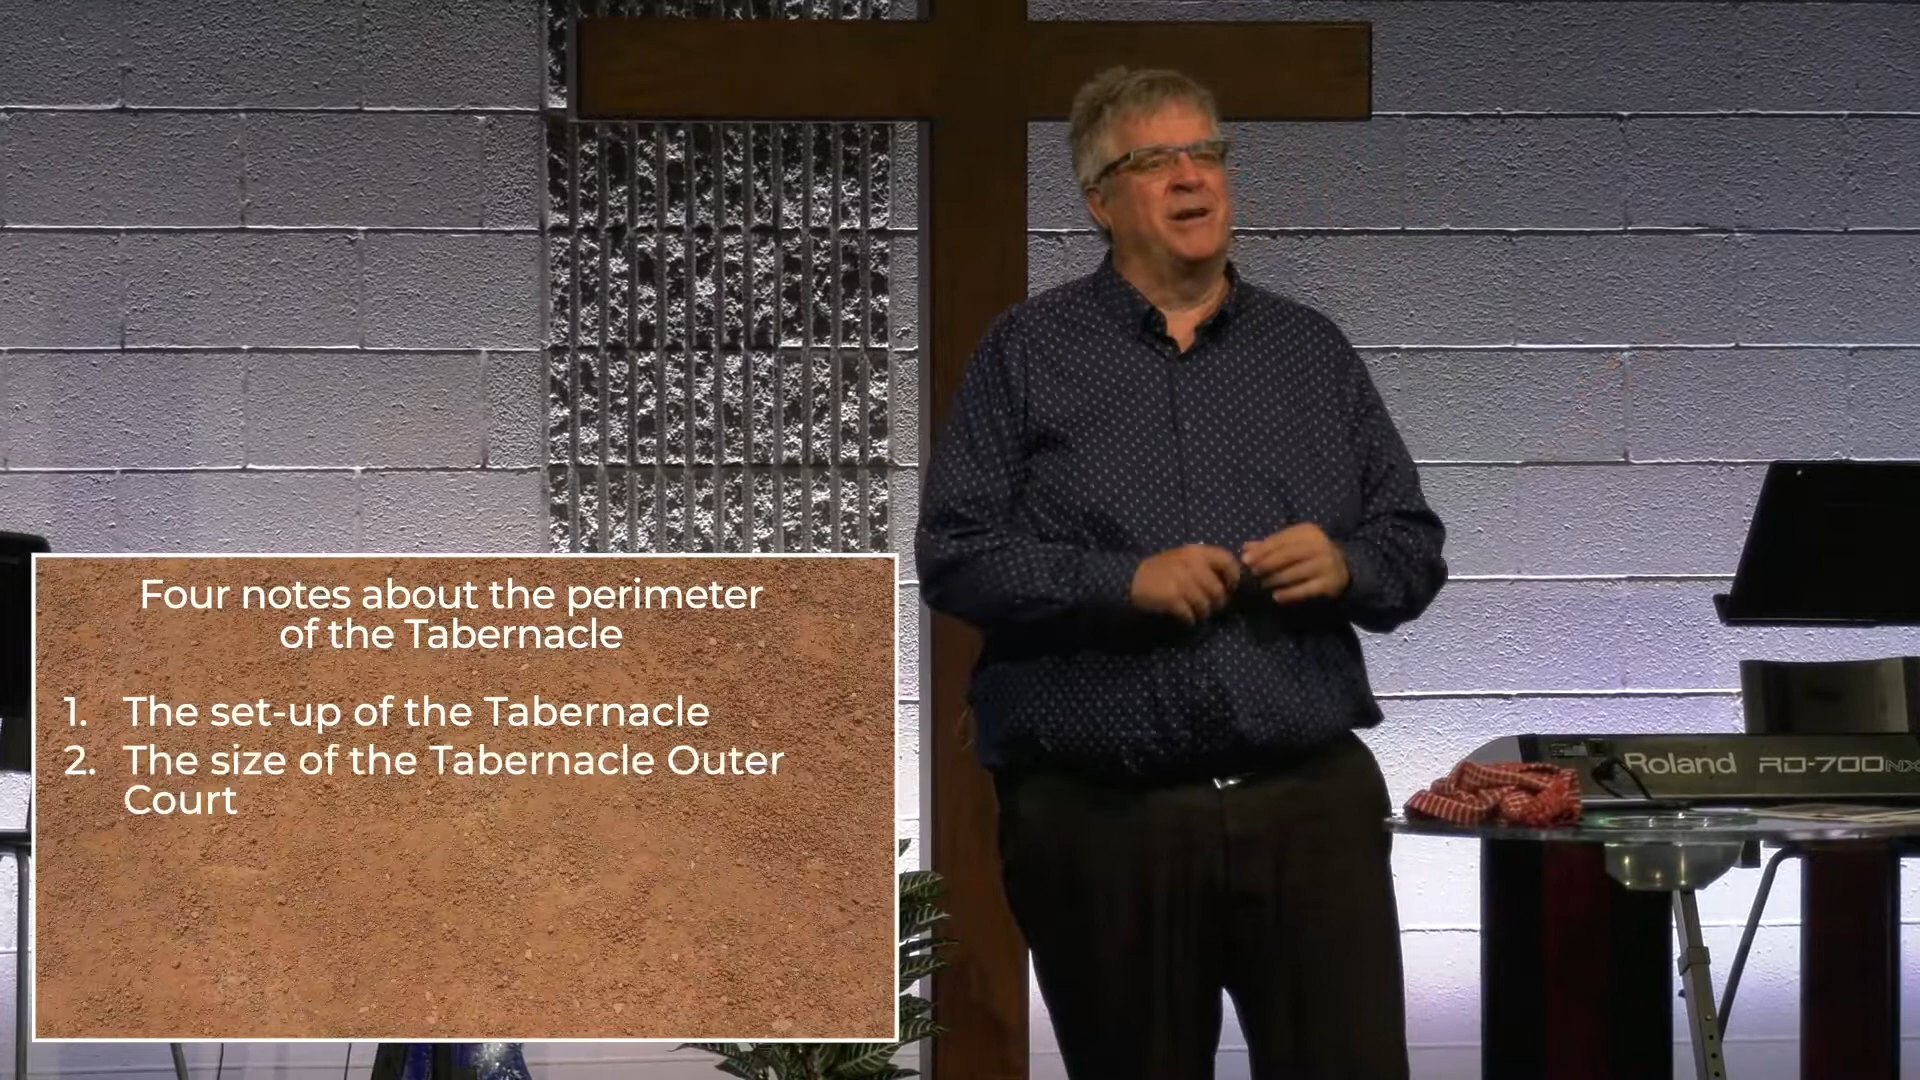 Four notes about the perimeter
of the Tabernacle
1. The set-up of the Tabernacle
2. The size of the Tabernacle Outer
Court
Roland RD-700NX